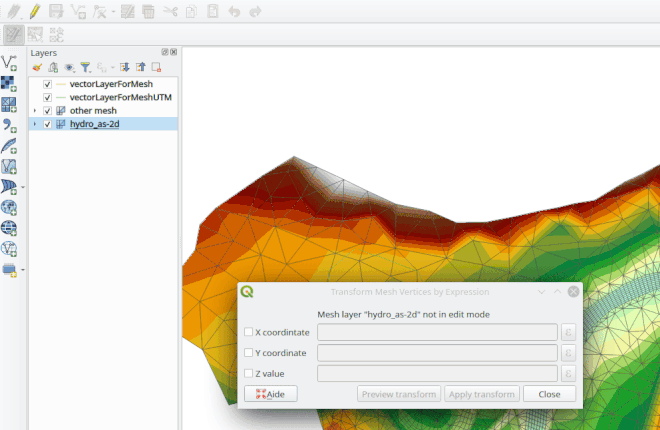 Layers
vectorLayerForMesh
vectorLayerForMeshUTM
other mesh
hydro_as-2d
Transform Mesh Vertices by Expression
Mesh layer "hydro_as-2d" not in edit mode
X coordintate
ε
Y coordinate
ε
Z value
ε
Aide
Preview transform
Apply transform
Close